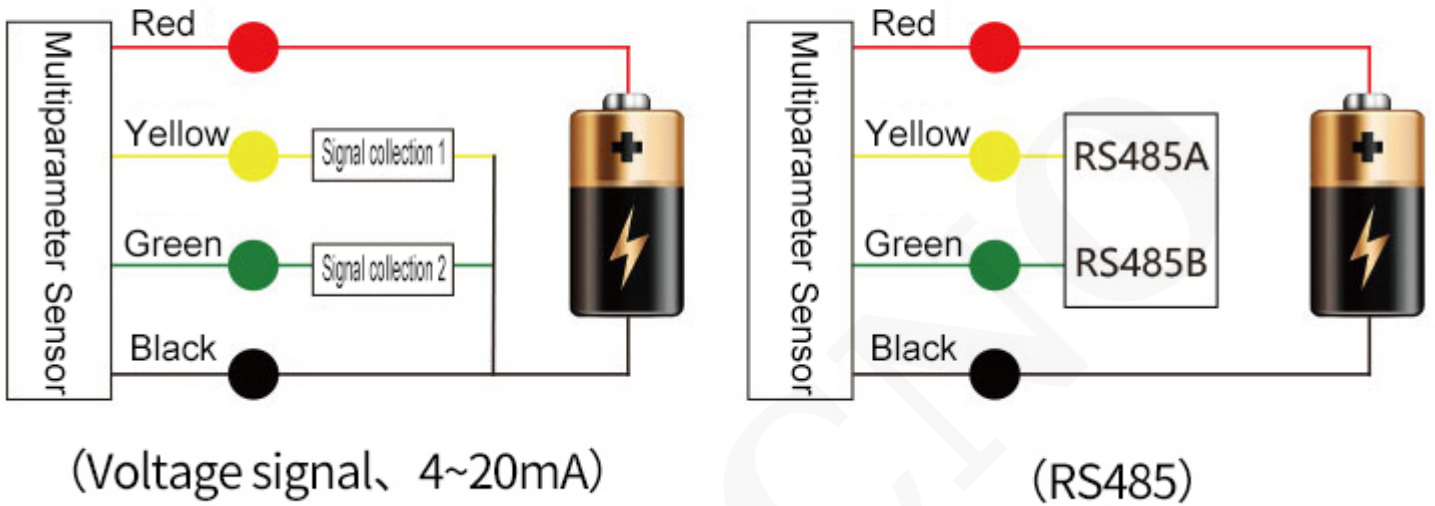 Red
Multiparameter Sensor
Yellow
Signal collection 1
Green
Signal collection 2
Black
(Voltage signal、4~20mA)
Red
Multiparameter Sensor
Yellow
RS485A
Green
RS485B
Black
(RS485)
CNO